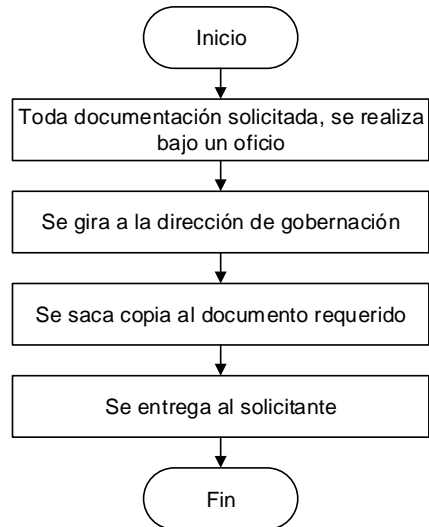 Inicio
Toda documentación solicitada, se realiza
bajo un oficio
Se gira a la dirección de gobernación
Se saca copia al documento requerido
Se entrega al solicitante
Fin